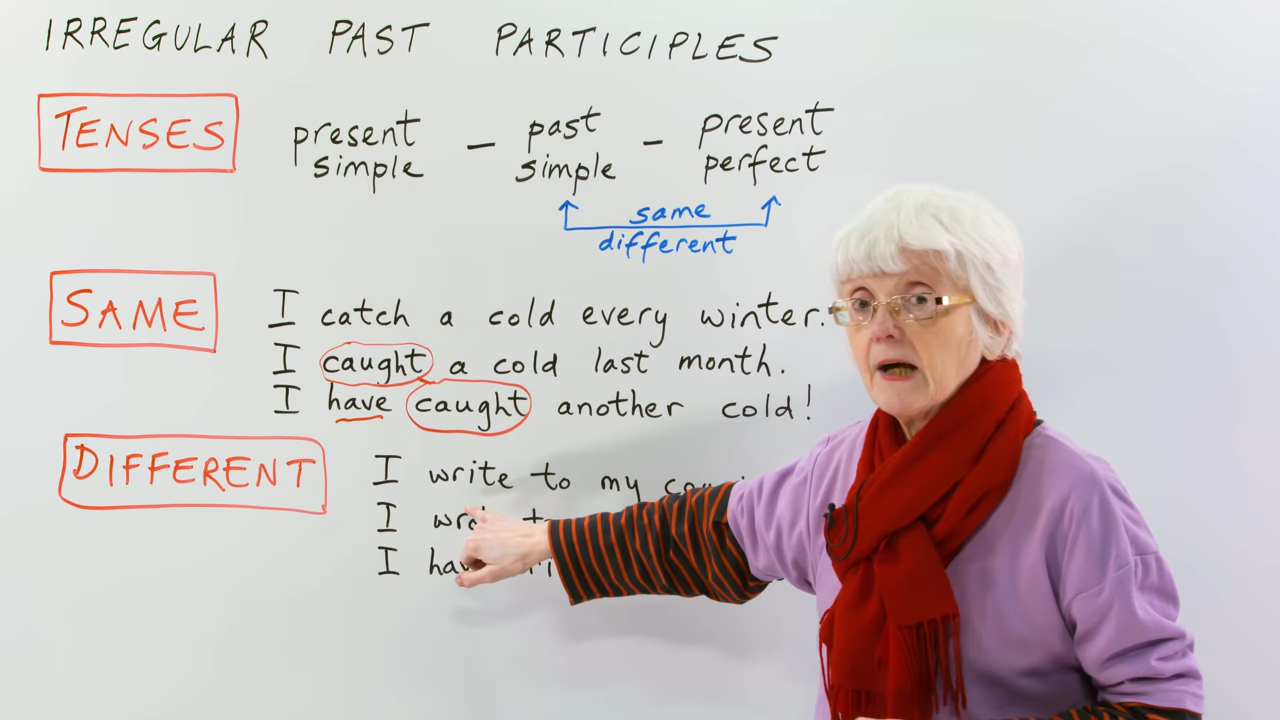 IRREGULAR PAST PARTICIPLES
TENSES
present simple - past simple - present perfect
same
different
SAME
I catch a cold every winter.
I caught a cold last month.
I have caught another cold!
DIFFERENT
I write to my
I
I